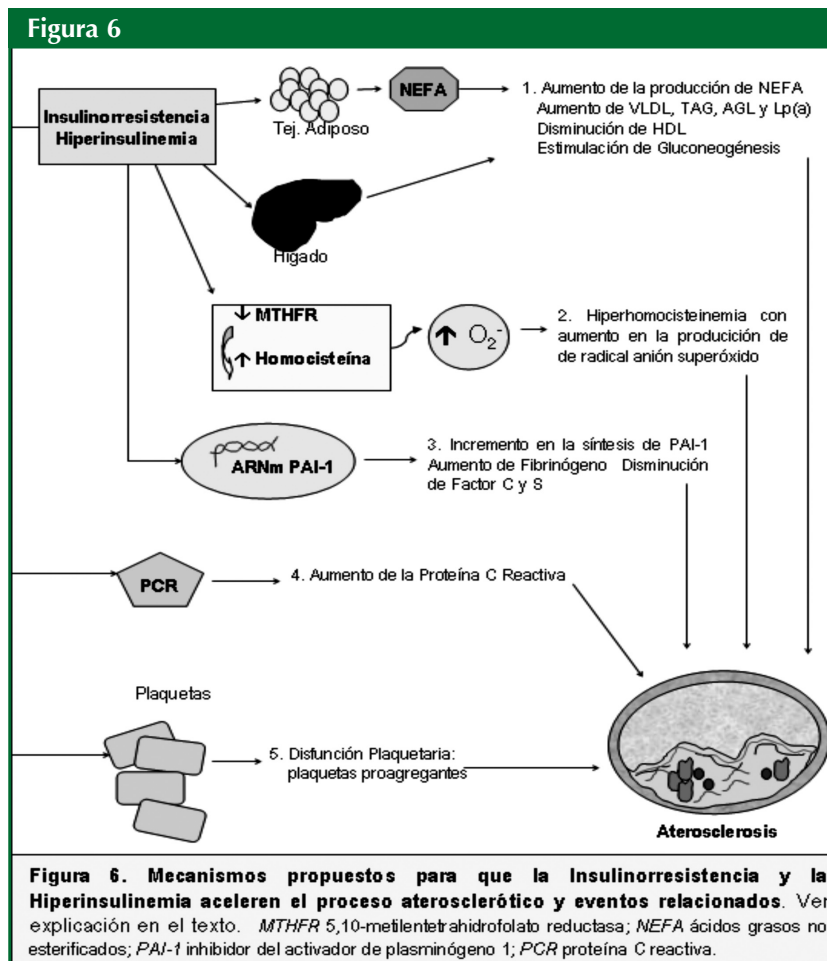 Figura 6
Insulinorresistencia
Hiperinsulinemia
Tej. Adiposo
NEFA
1. Aumento de la producción de NEFA
Aumento de VLDL, TAG, AGL y Lp(a)
Disminución de HDL
Estimulación de Gluconeogénesis
Hígado
↓ MTHFR
↑ Homocisteína
↑ O₂⁻
2. Hiperhomocisteinemia con
aumento en la producición de
de radical anión superóxido
ARNm PAI-1
3. Incremento en la síntesis de PAI-1
Aumento de Fibrinógeno Disminución
de Factor C y S
PCR
4. Aumento de la Proteína C Reactiva
Plaquetas
5. Disfunción Plaquetaria:
plaquetas proagregantes
Aterosclerosis
Figura 6. Mecanismos propuestos para que la Insulinorresistencia y la
Hiperinsulinemia aceleren el proceso aterosclerótico y eventos relacionados. Ver
explicación en el texto. MTHFR 5,10-metilentetrahidrofolato reductasa; NEFA ácidos grasos no
esterificados; PAI-1 inhibidor del activador de plasminógeno 1; PCR proteína C reactiva.